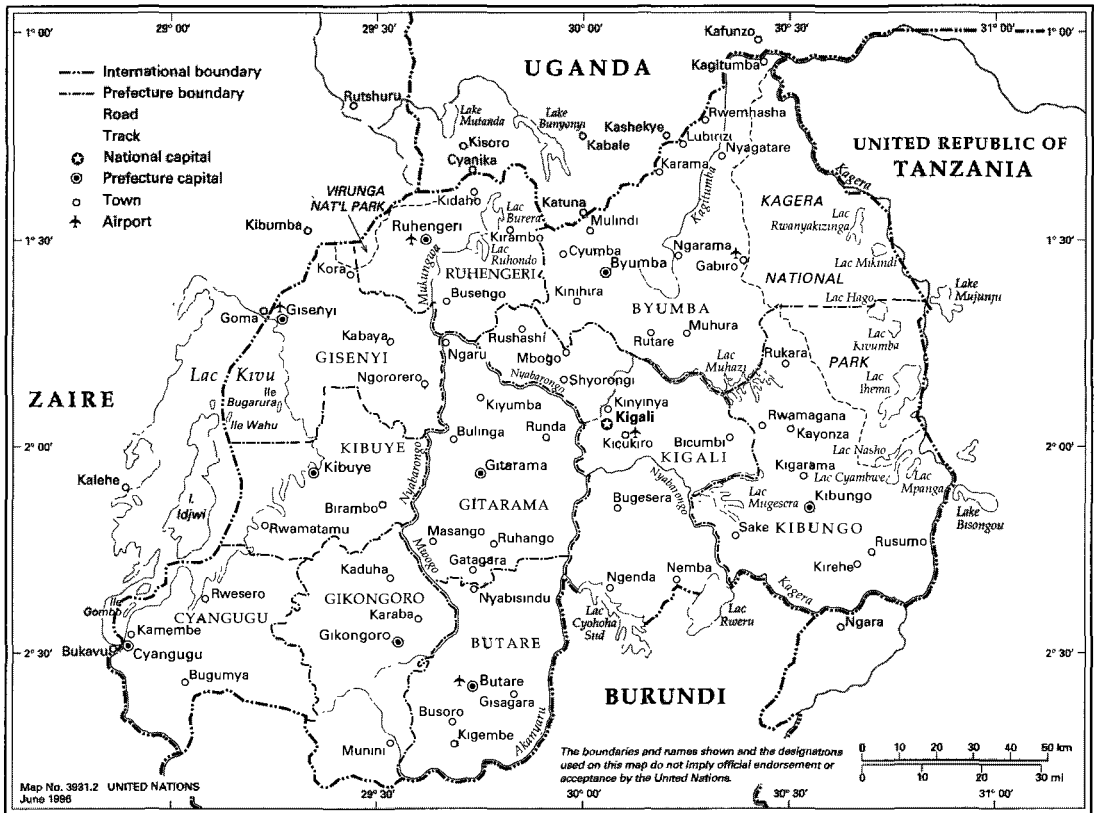 29° 00'
29° 30'
30° 00'
30° 30'
1° 00'
1° 00'
Kafunzo
Kagitumba
UGANDA
International boundary
Prefecture boundary
Road
Track
National capital
Prefecture capital
Town
Airport
Rutshuru
Lake
Mutanda
Lake
Bunyonyi
Kisoro
Cyanika
Kashekye
Kabale
Rwemhasha
Lubirizi
Nyagatare
Karama
UNITED REPUBLIC OF
TANZANIA
Kagera
VIRUNGA
NAT'L PARK
Kidaho
Katuna
Mulindi
Kagitumba
KAGERA
Lac
Rwanyakizinga
Kibumba
Ruhengeri
Lac
Burera
Kirambo
Lac
Ruhondo
Cyumba
Byumba
Ngarama
Gabiro
Lac Mikindi
1° 30'
1° 30'
Kora
Mukungwa
RUHENGERI
Busengo
Kinihira
NATIONAL
Lake
Mujunju
Goma
Gisenyi
BYUMBA
Lac Hago
Kabaya
GISENYI
Rushashi
Ngaru
Mbogo
Rutare
Muhura
Lac
Kivumba
Lac
Muhazi
Rukara
PARK
Lac Kivu
Ngororero
Nyabarongo
Shyorongi
Lac
Ihema
ZAIRE
Ile
Bugarura
Ile Wahu
Kiyumba
Kinyinya
Kigali
Rwamagana
Kayonza
2° 00'
2° 00'
KIBUYE
Bulinga
Runda
Kicukiro
Bicumbi
KIGALI
Lac Nasho
Lac Cyambwe
Lac
Mpanga
Kalehe
Kibuye
Nyabarongo
Gitarama
Nyabarongo
Kigarama
I.
Idjwi
Birambo
GITARAMA
Bugesera
Lac
Mugesera
Kibungo
Lake
Bisongou
Rwamatamu
Masango
Ruhango
Sake
KIBUNGO
Rusumo
Mwogo
Gatagara
Kaduha
Kirehe
Ile
Gombo
Rwesero
GIKONGORO
Nyabisindu
Ngenda
Nemba
Kagera
CYANGUGU
Karaba
Lac
Cyohoha
Sud
Lac
Rweru
Kamembe
Gikongoro
BUTARE
Ngara
Bukavu
Cyangugu
2° 30'
2° 30'
Bugumya
Butare
Gisagara
BURUNDI
Busoro
Kigembe
Akanyaru
Munini
The boundaries and names shown and the designations
used on this map do not imply official endorsement or
acceptance by the United Nations.
0 10 20 30 40 50 km
0 10 20 30 mi
Map No. 3931.2 UNITED NATIONS
June 1996
29° 30'
30° 00'
30° 30'
31° 00'